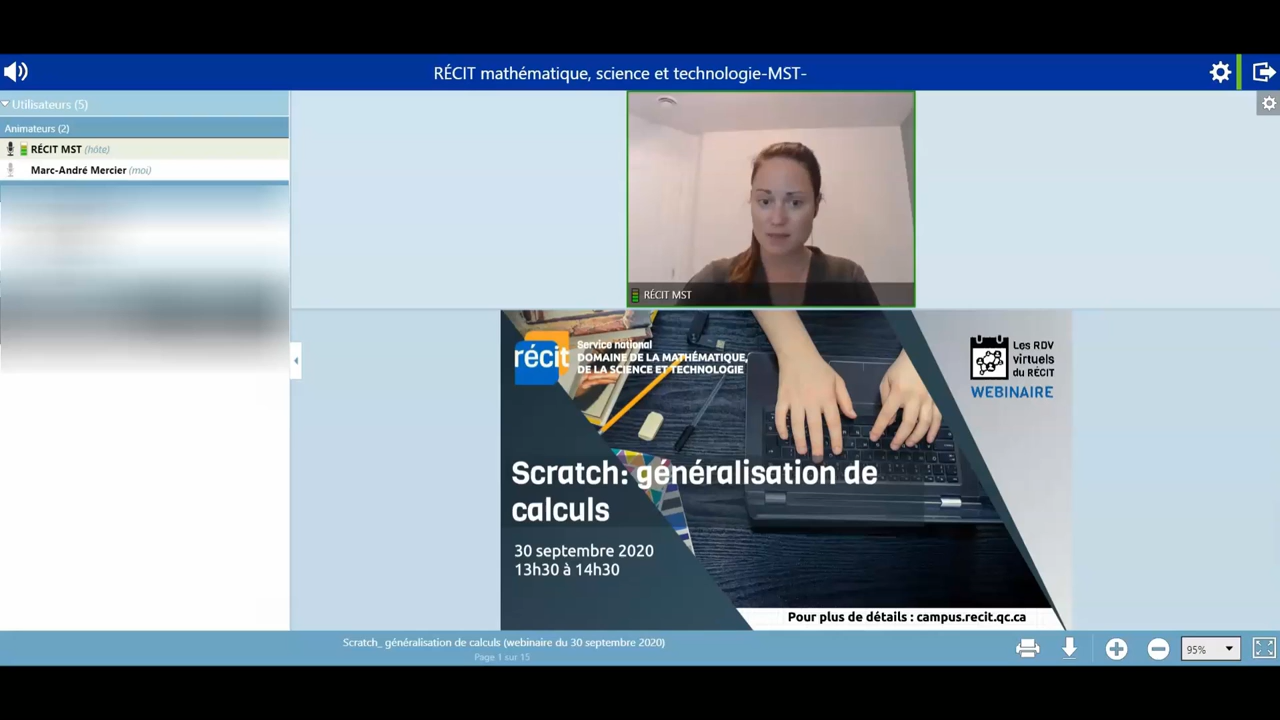 RÉCIT mathématique, science et technologie-MST-
Utilisateurs (5)
Animateurs (2)
RÉCIT MST (hôte)
Marc-André Mercier (moi)
RÉCIT MST
récit
Service national
DOMAINE DE LA MATHÉMATIQUE,
DE LA SCIENCE ET TECHNOLOGIE
Les RDV
virtuels
du RÉCIT
WEBINAIRE
Scratch: généralisation de
calculs
30 septembre 2020
13h30 à 14h30
Pour plus de détails : campus.recit.qc.ca
Scratch_ généralisation de calculs (webinaire du 30 septembre 2020)
Page 1 sur 15
95%